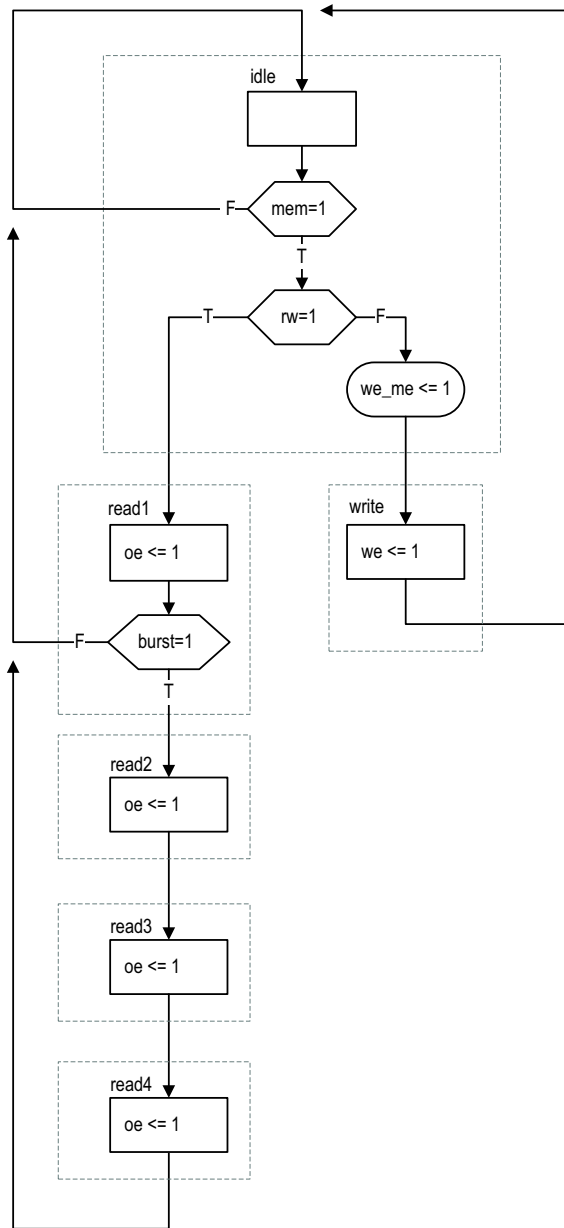 idle
F
mem=1
T
T
rw=1
F
we_me <= 1
read1
oe <= 1
write
we <= 1
F
burst=1
T
read2
oe <= 1
read3
oe <= 1
read4
oe <= 1